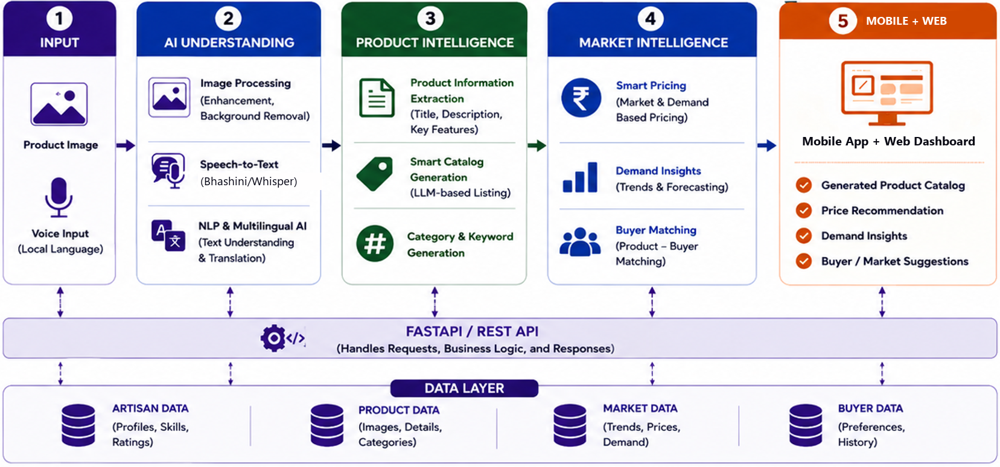 1
INPUT
Product Image
Voice Input
(Local Language)
2
AI UNDERSTANDING
Image Processing
(Enhancement,
Background Removal)
Speech-to-Text
(Bhashini/Whisper)
A
文
NLP & Multilingual AI
(Text Understanding
& Translation)
3
PRODUCT INTELLIGENCE
Product Information
Extraction
(Title, Description,
Key Features)
Smart Catalog
Generation
(LLM-based Listing)
#
Category & Keyword
Generation
4
MARKET INTELLIGENCE
₹
Smart Pricing
(Market & Demand
Based Pricing)
Demand Insights
(Trends & Forecasting)
Buyer Matching
(Product – Buyer
Matching)
5 MOBILE + WEB
Mobile App + Web Dashboard
Generated Product Catalog
Price Recommendation
Demand Insights
Buyer / Market Suggestions
</>
FASTAPI / REST API
(Handles Requests, Business Logic, and Responses)
DATA LAYER
ARTISAN DATA
(Profiles, Skills,
Ratings)
PRODUCT DATA
(Images, Details,
Categories)
MARKET DATA
(Trends, Prices,
Demand)
BUYER DATA
(Preferences,
History)